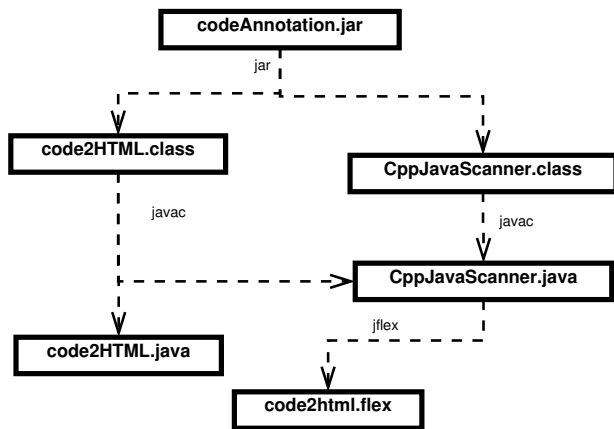 codeAnnotation.jar
jar
code2HTML.class
CppJavaScanner.class
javac
javac
CppJavaScanner.java
jflex
code2HTML.java
code2html.flex